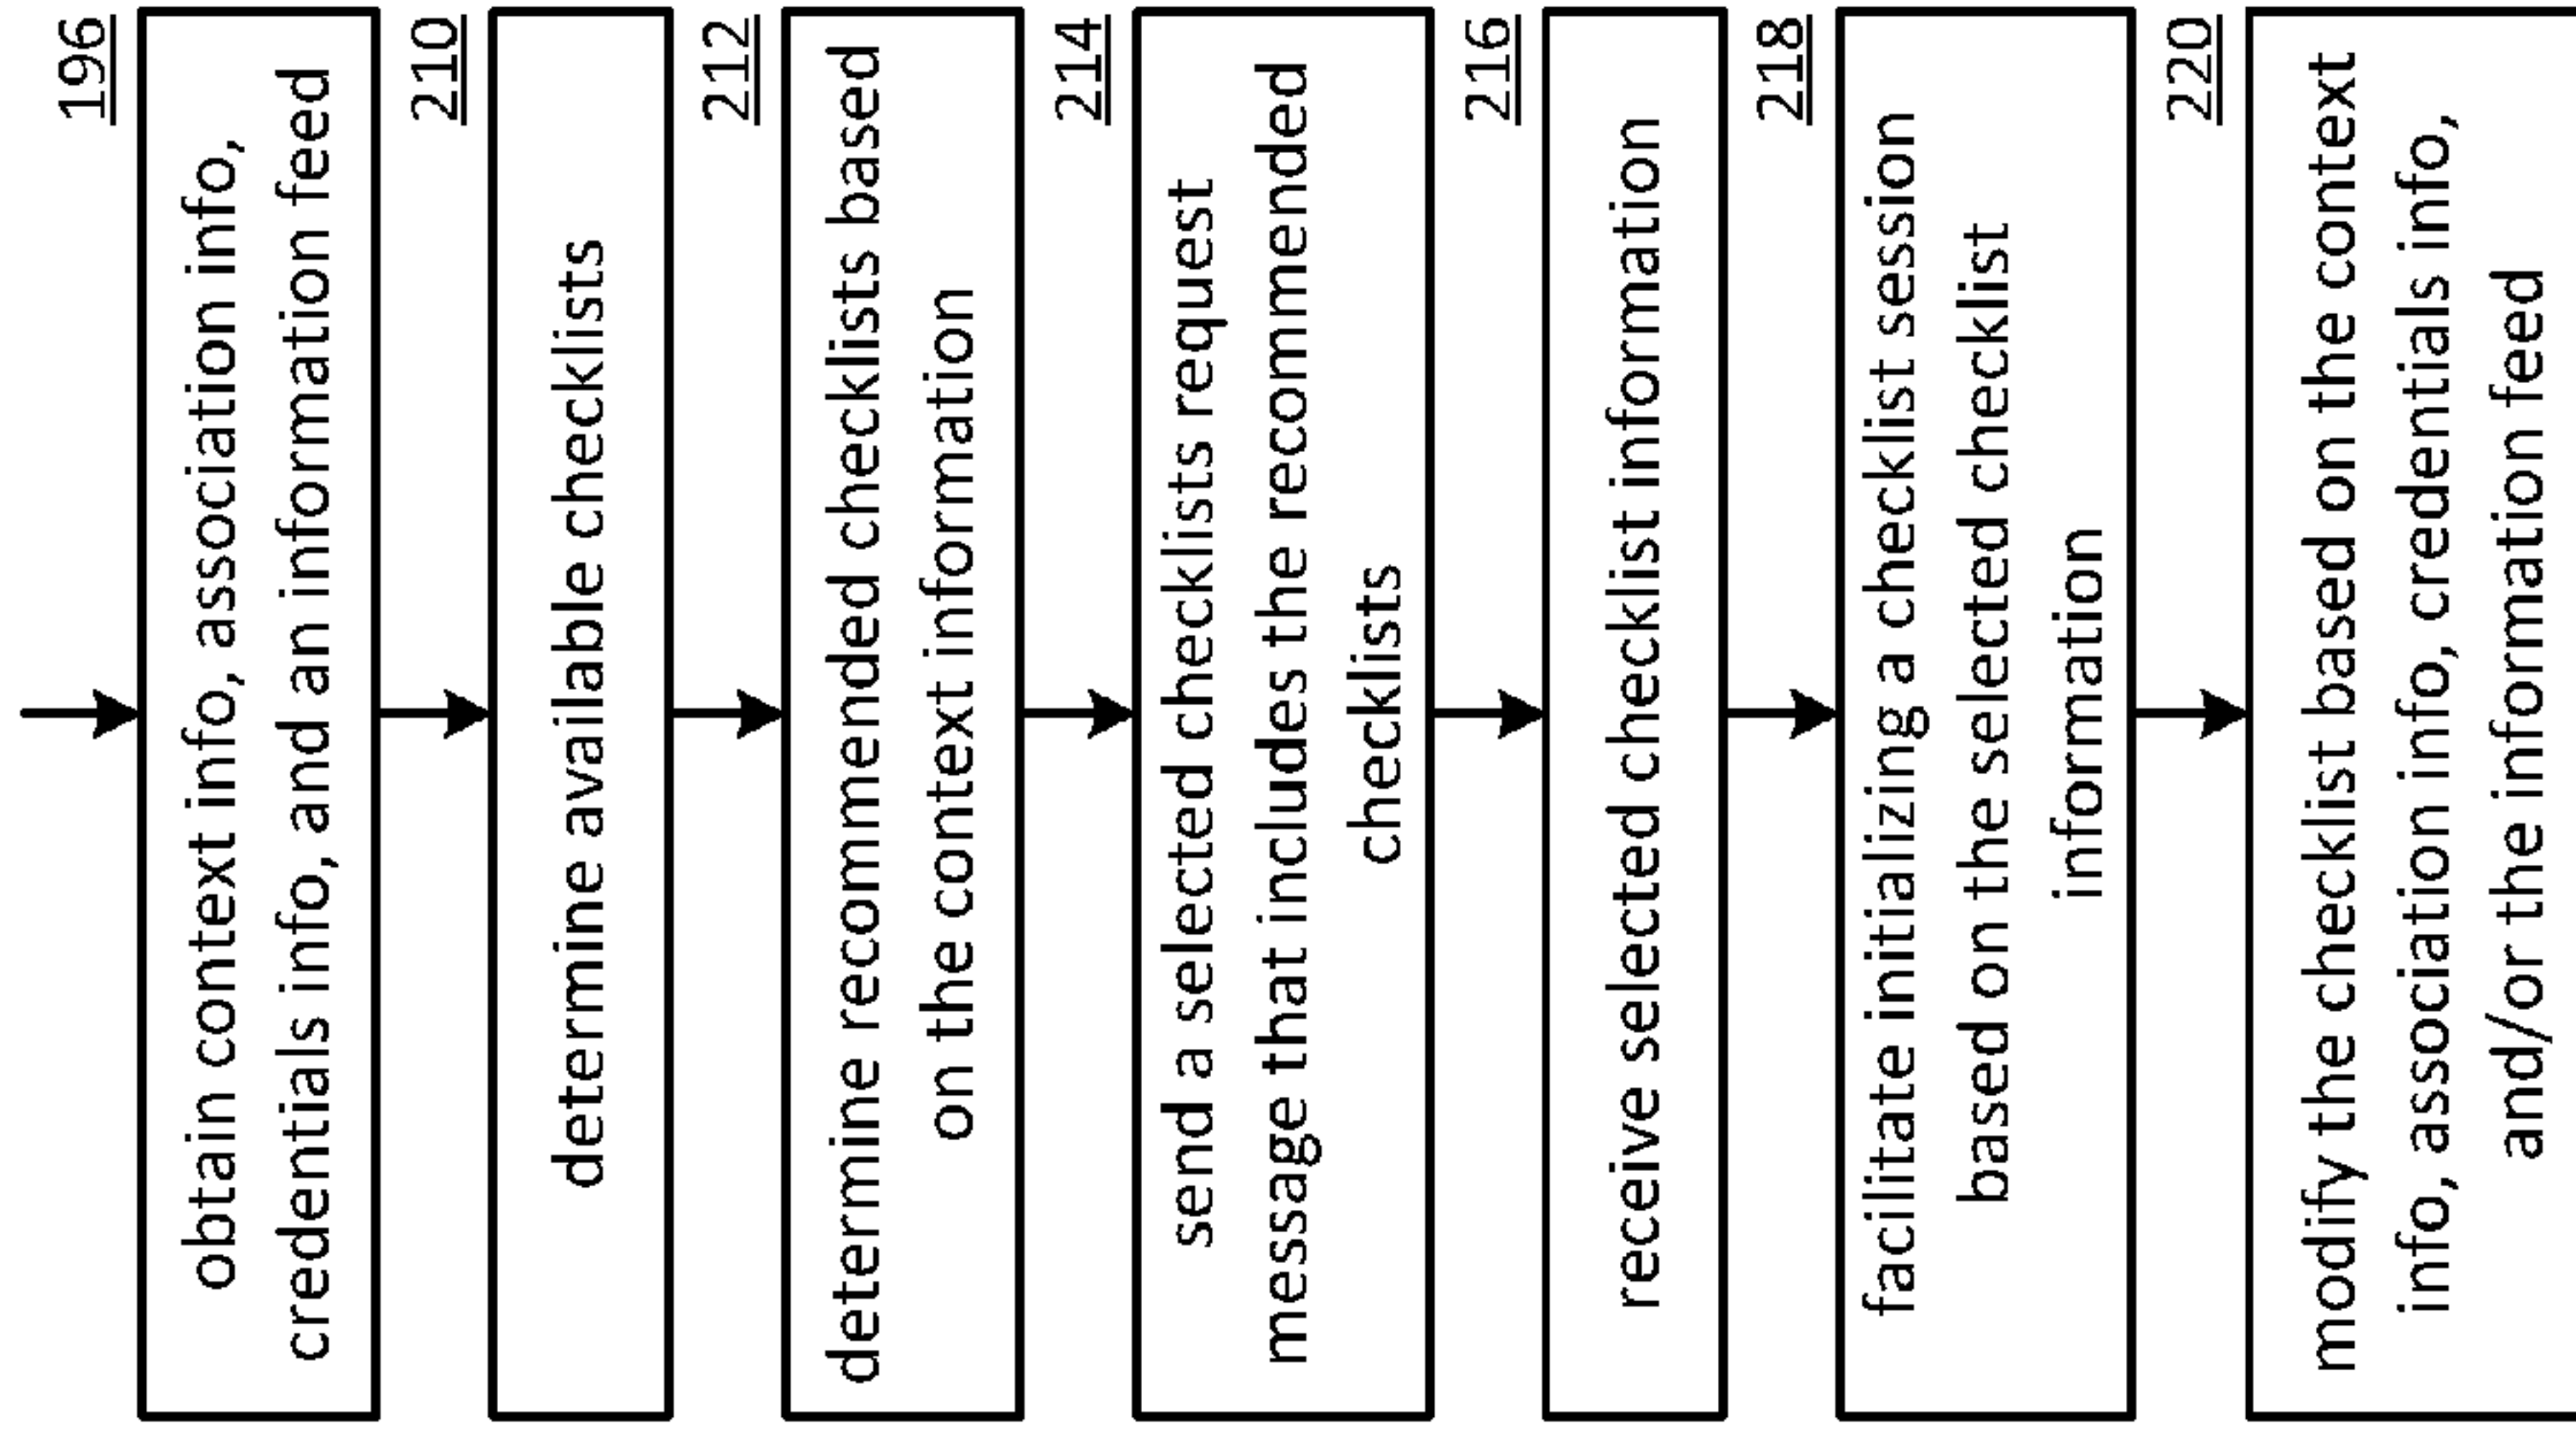 196
obtain context info, association info,
credentials info, and an information feed
210
determine available checklists
212
determine recommended checklists based
on the context information
214
send a selected checklists request
message that includes the recommended
checklists
216
receive selected checklist information
218
facilitate initializing a checklist session
based on the selected checklist
information
220
modify the checklist based on the context
info, association info, credentials info,
and/or the information feed